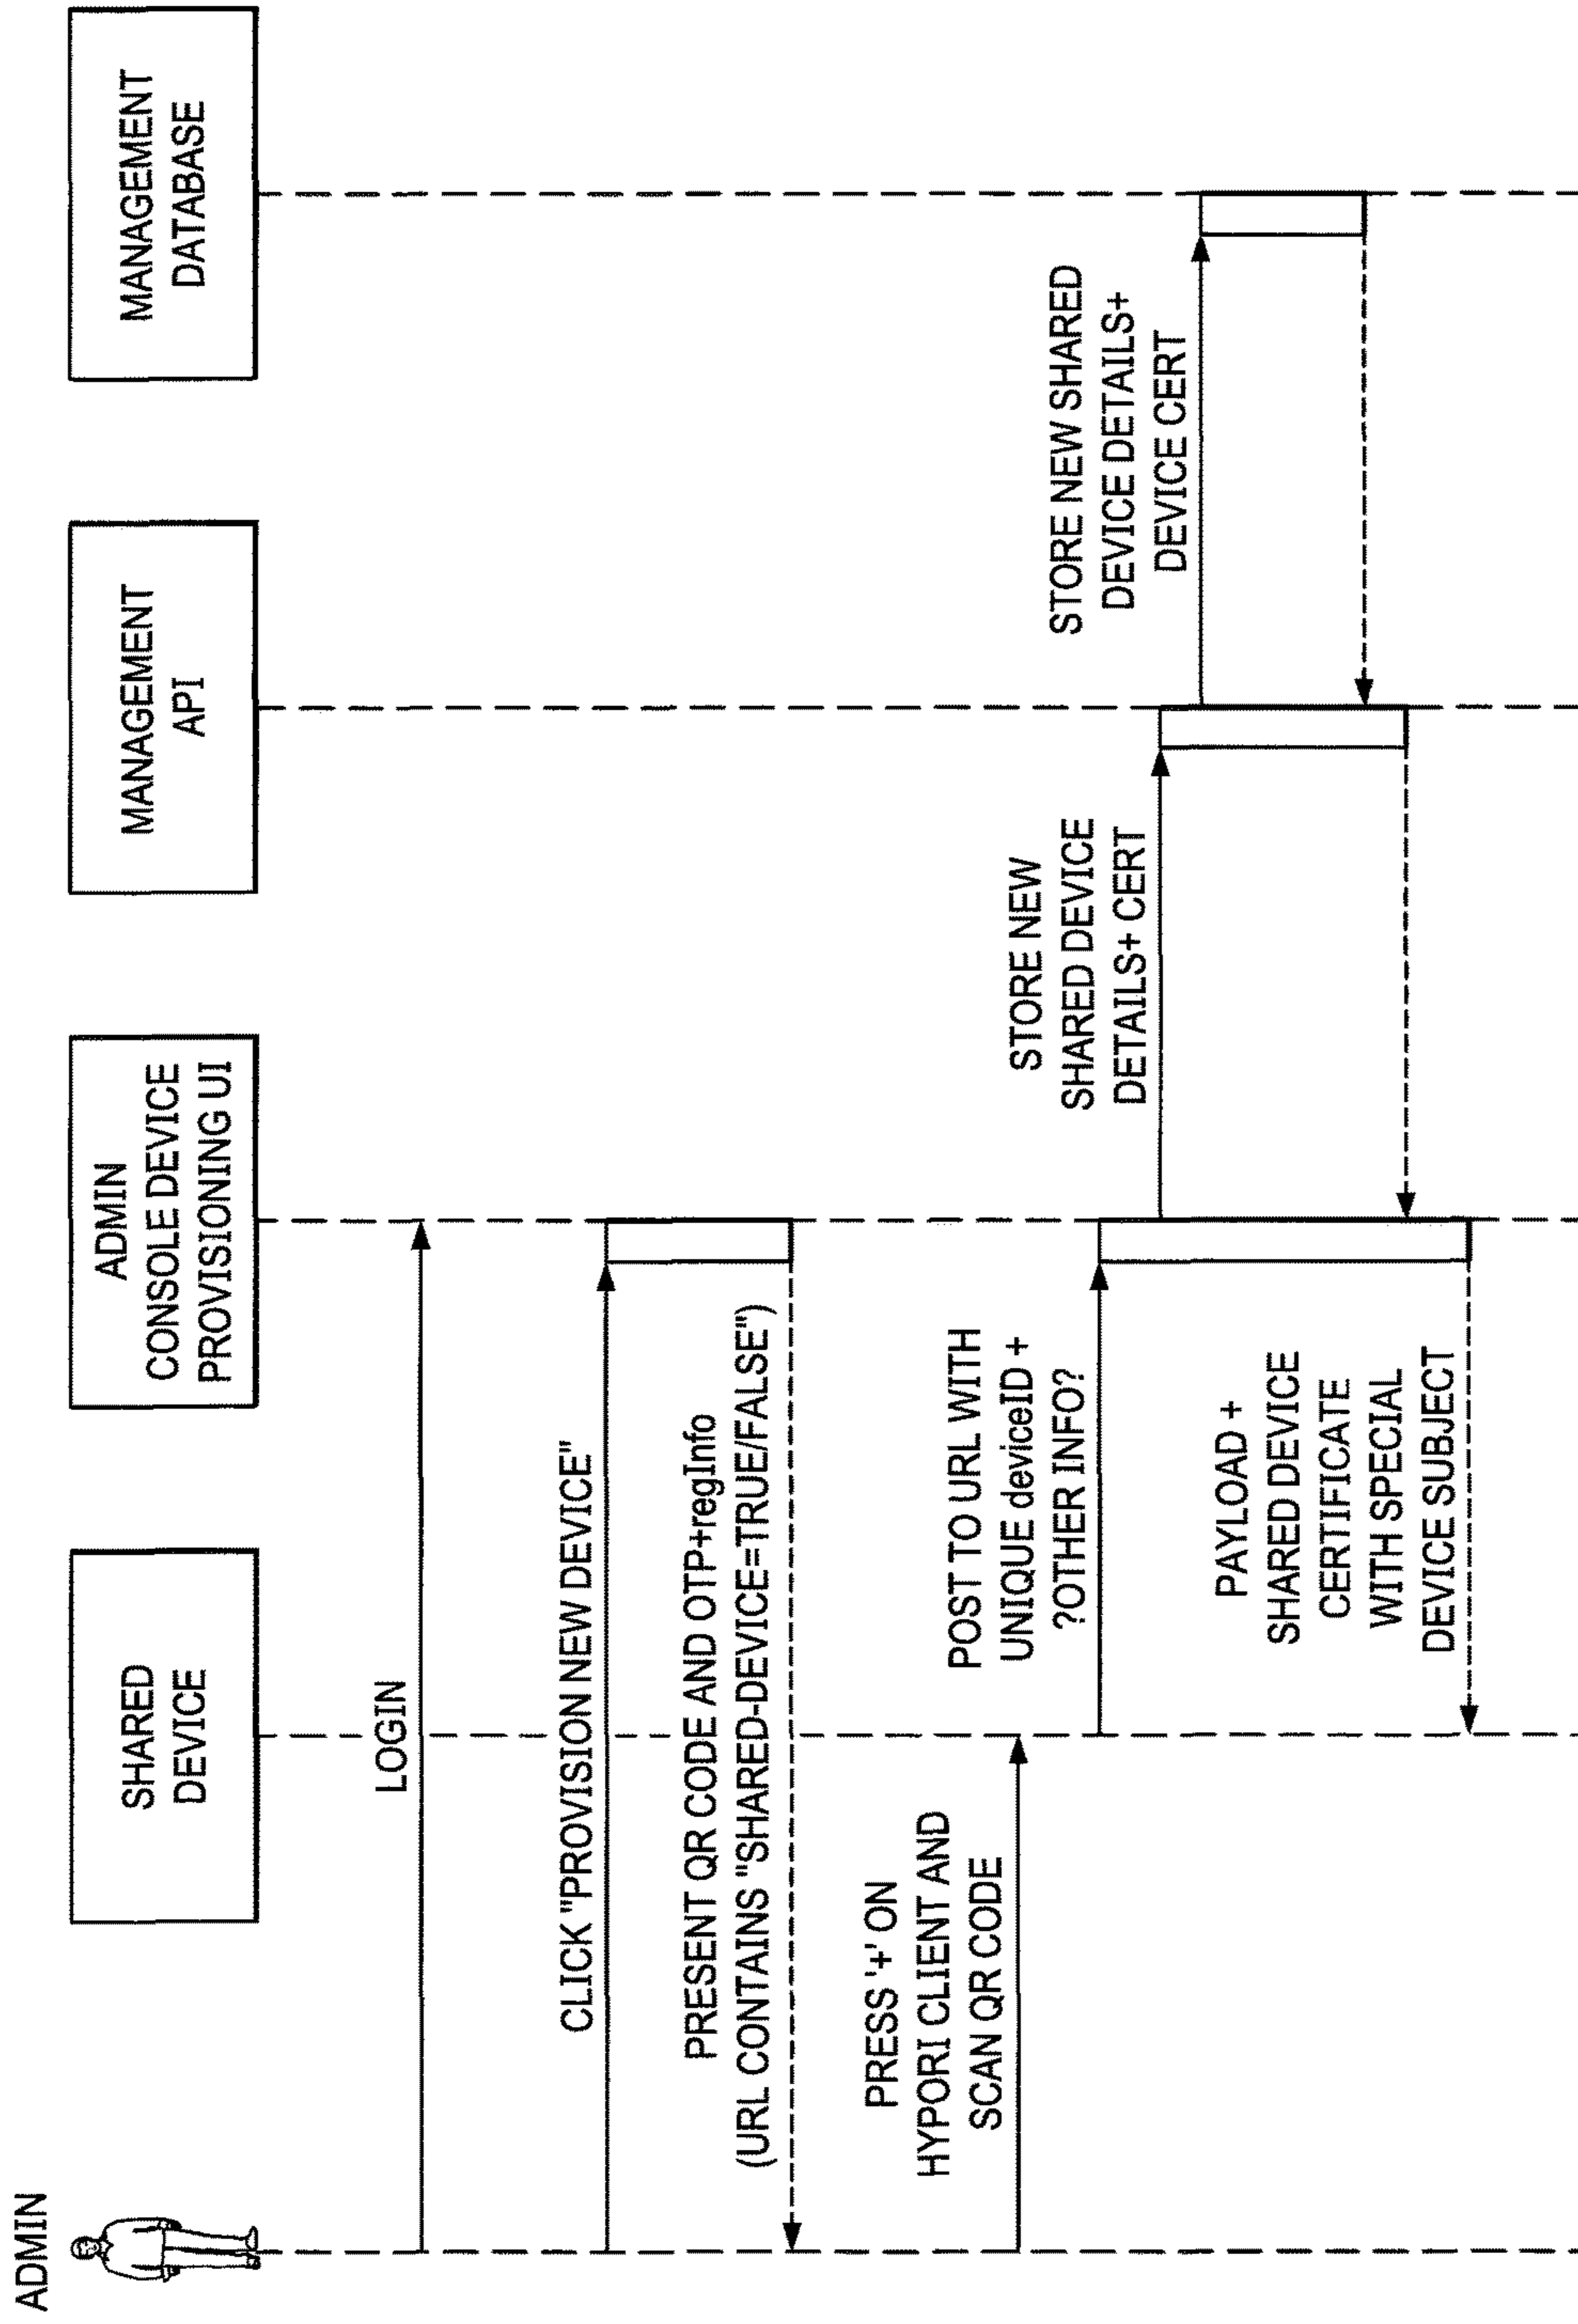 ADMIN
SHARED
DEVICE
ADMIN
CONSOLE DEVICE
PROVISIONING UI
MANAGEMENT
API
MANAGEMENT
DATABASE
LOGIN
CLICK "PROVISION NEW DEVICE"
PRESENT QR CODE AND OTP+regInfo
(URL CONTAINS "SHARED-DEVICE=TRUE/FALSE")
PRESS '+' ON
HYPORI CLIENT AND
SCAN QR CODE
POST TO URL WITH
UNIQUE deviceID +
?OTHER INFO?
STORE NEW
SHARED DEVICE
DETAILS+ CERT
STORE NEW SHARED
DEVICE DETAILS+
DEVICE CERT
PAYLOAD +
SHARED DEVICE
CERTIFICATE
WITH SPECIAL
DEVICE SUBJECT